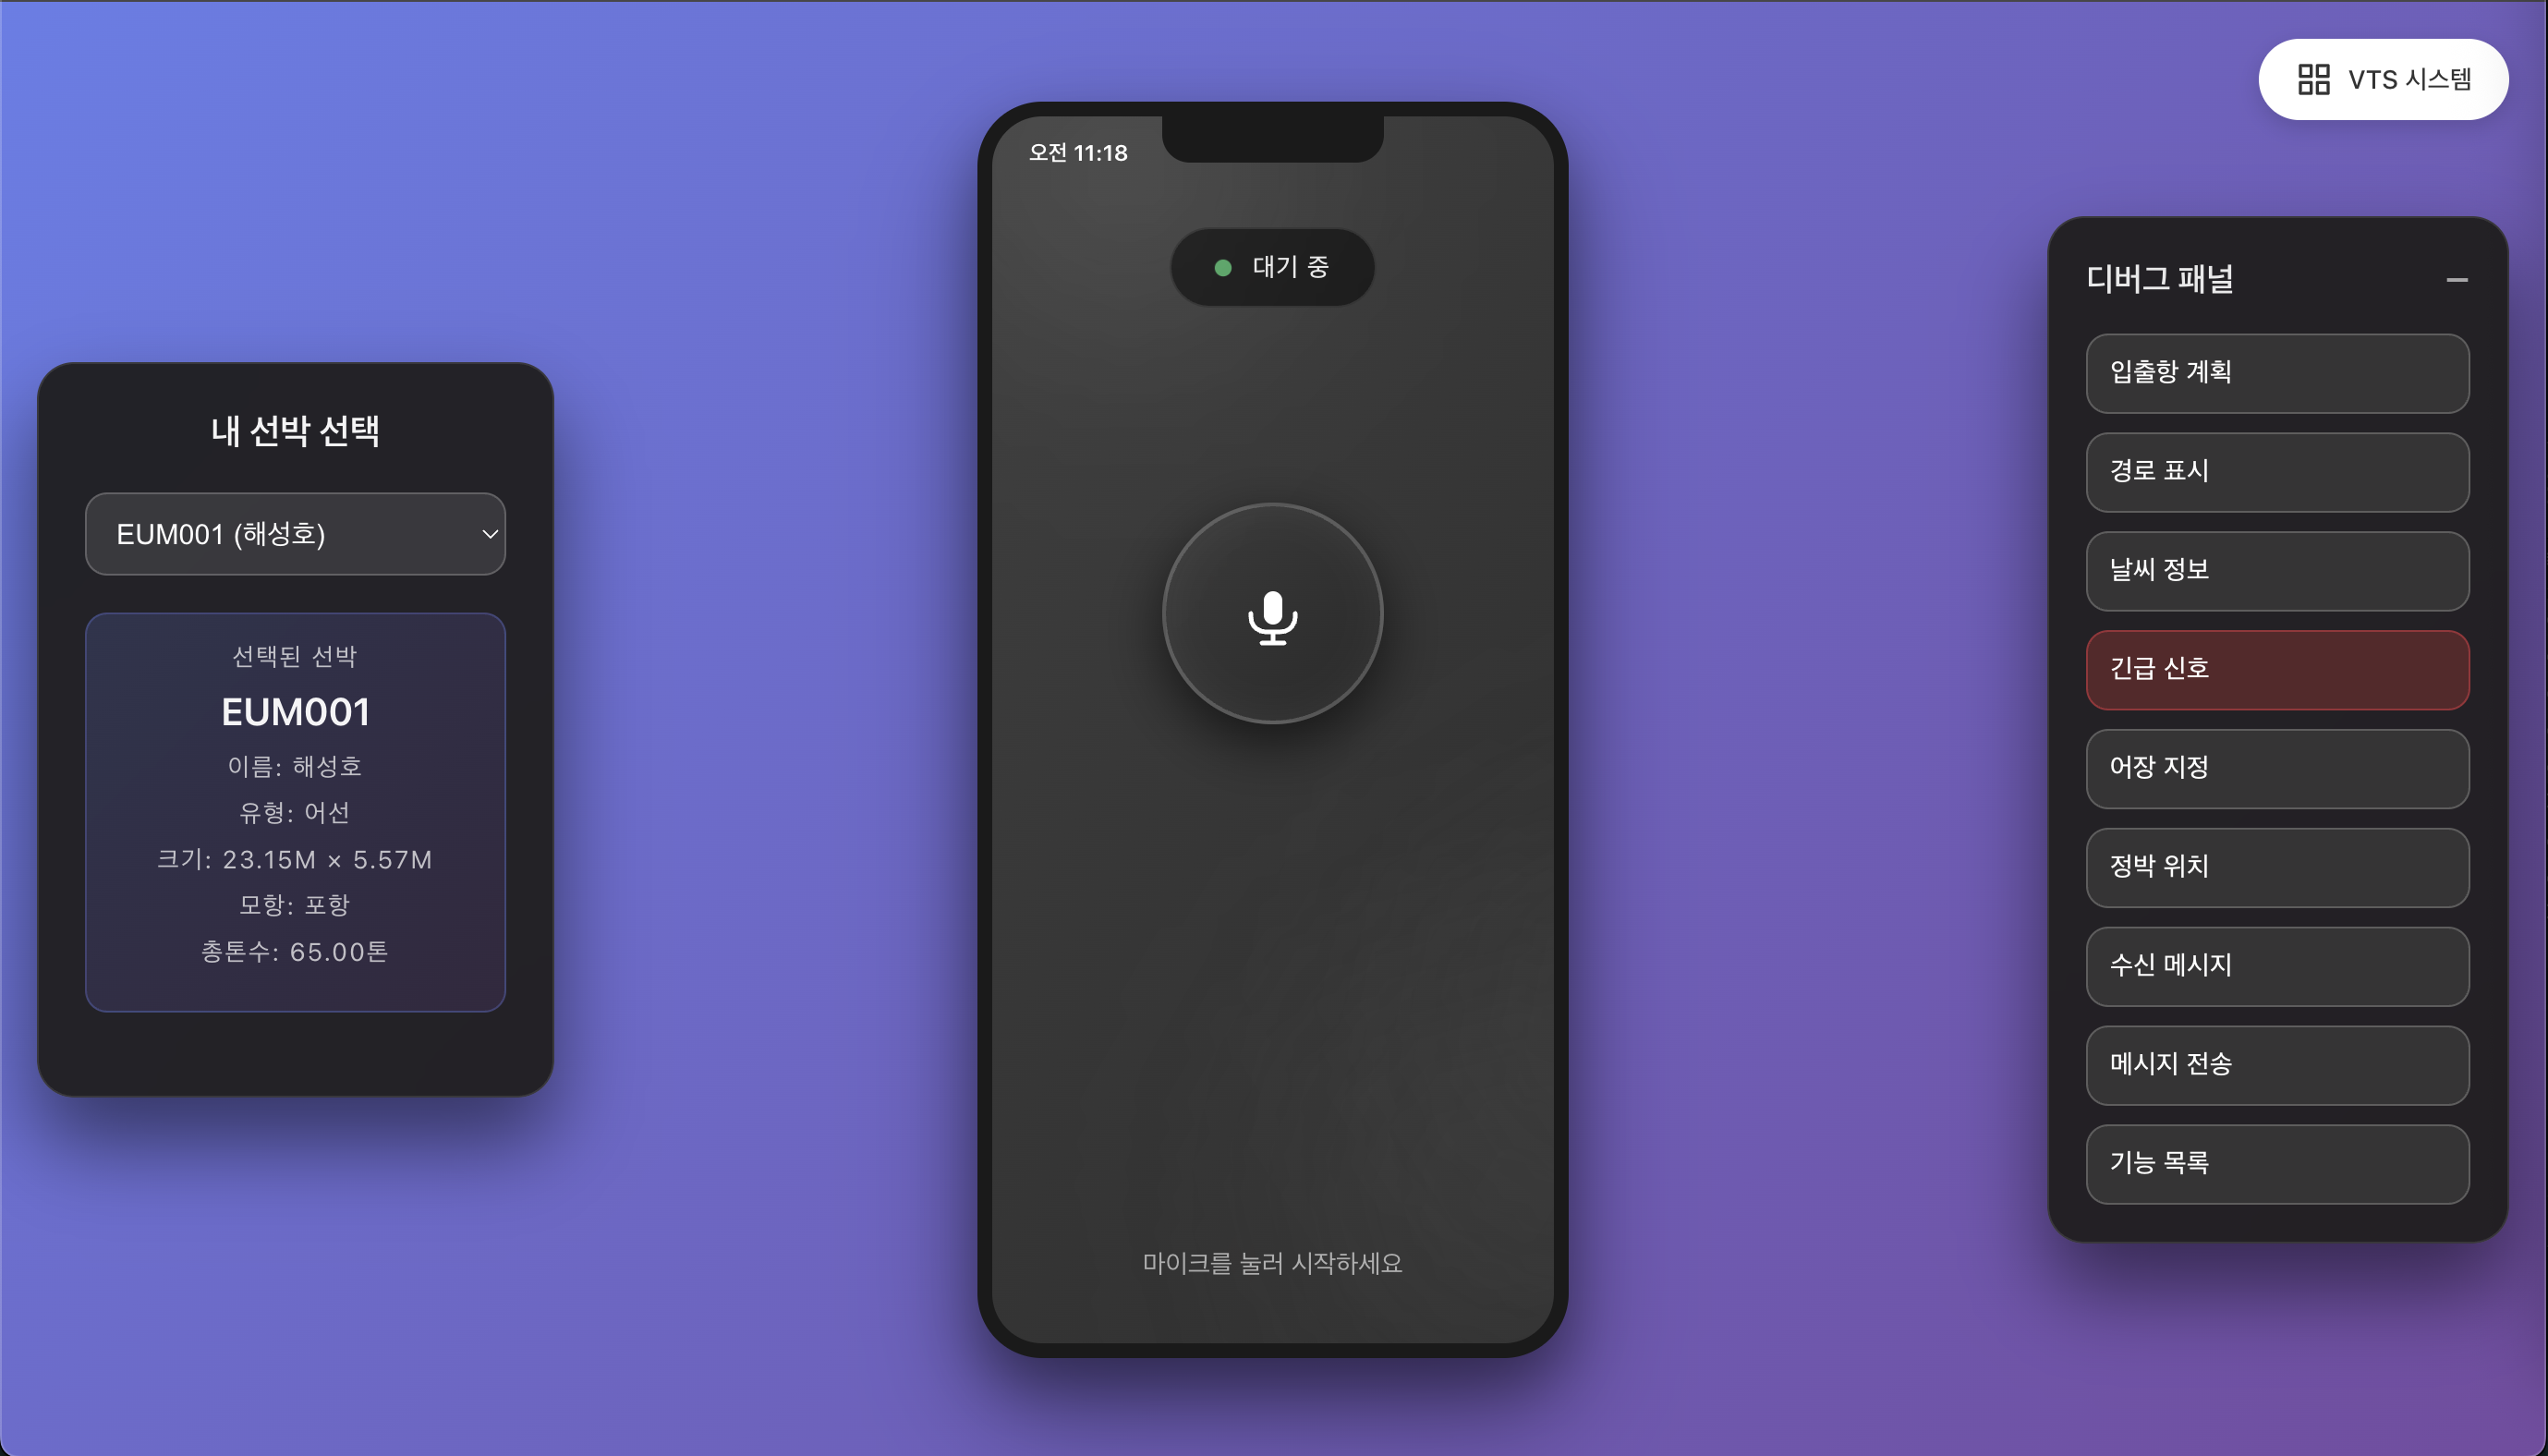 VTS 시스템
내 선박 선택
EUM001 (해성호)
선택된 선박
EUM001
이름: 해성호
유형: 어선
크기: 23.15M × 5.57M
모항: 포항
총톤수: 65.00톤
오전 11:18
대기 중
마이크를 눌러 시작하세요
디버그 패널
입출항 계획
경로 표시
날씨 정보
긴급 신호
어장 지정
정박 위치
수신 메시지
메시지 전송
기능 목록